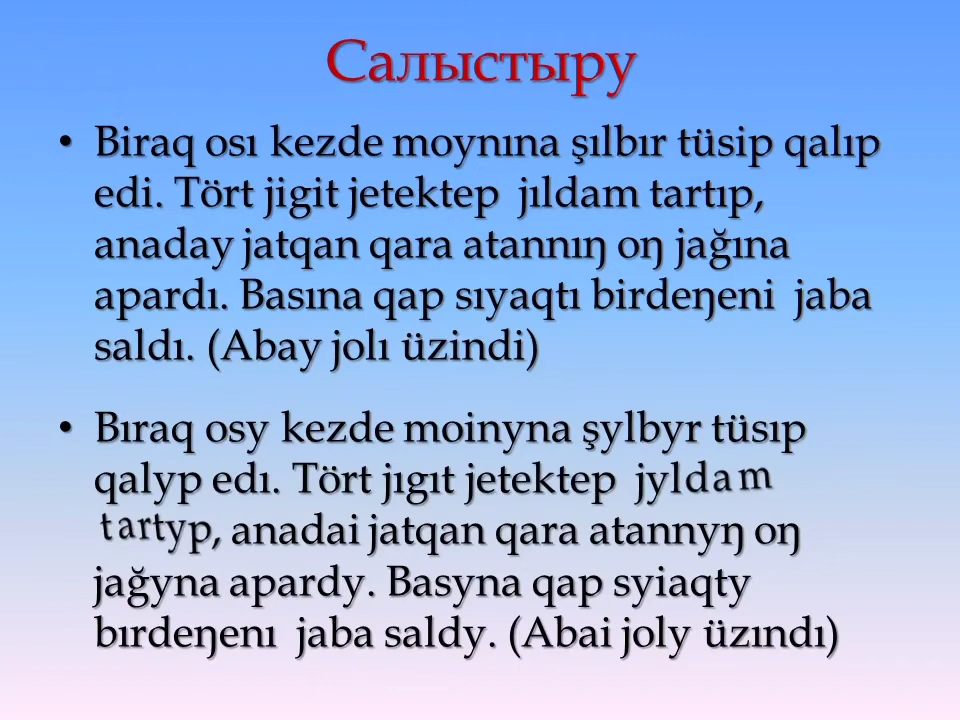 Салыстыру
• Biraq osı kezde moynına şılbır tüsip qalıp
edi. Tört jigit jetektep jıldam tartıp,
anaday jatqan qara atannıŋ oŋ jağına
apardı. Basına qap sıyaqtı birdeŋeni jaba
saldı. (Abay jolı üzindi)
• Bıraq osy kezde moinyna şylbyr tüsıp
qalyp edı. Tört jıgıt jetektep jyldam
tartyp, anadai jatqan qara atannyŋ oŋ
jağyna apardy. Basyna qap syiaqty
bırdeŋenı jaba saldy. (Abai joly üzındı)